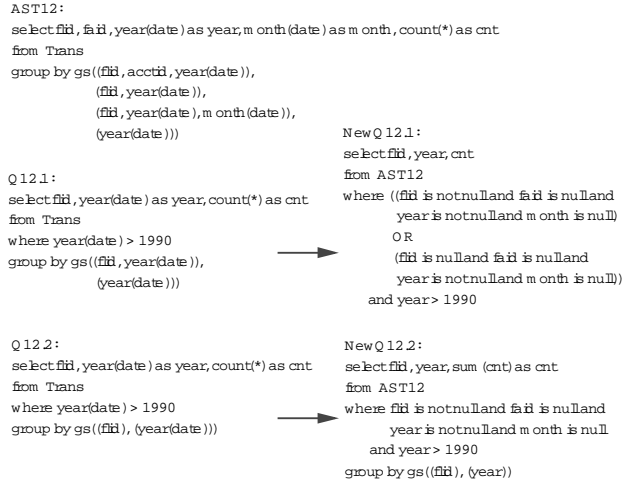 AST12:
select flid, faid, year(date) as year, month(date) as month, count(*) as cnt
from Trans
group by gs((flid, acctid, year(date)),
(flid, year(date)),
(flid, year(date), month(date)),
(year(date)))
Q12.1:
select flid, year(date) as year, count(*) as cnt
from Trans
where year(date) > 1990
group by gs((flid, year(date)),
(year(date)))
NewQ12.1:
select flid, year, cnt
from AST12
where ((flid is not null and faid is null and
year is not null and month is null)
OR
(flid is null and faid is null and
year is not null and month is null))
and year > 1990
Q12.2:
select flid, year(date) as year, count(*) as cnt
from Trans
where year(date) > 1990
group by gs((flid), (year(date)))
NewQ12.2:
select flid, year, sum(cnt) as cnt
from AST12
where flid is not null and faid is null and
year is not null and month is null
and year > 1990
group by gs((flid), (year))